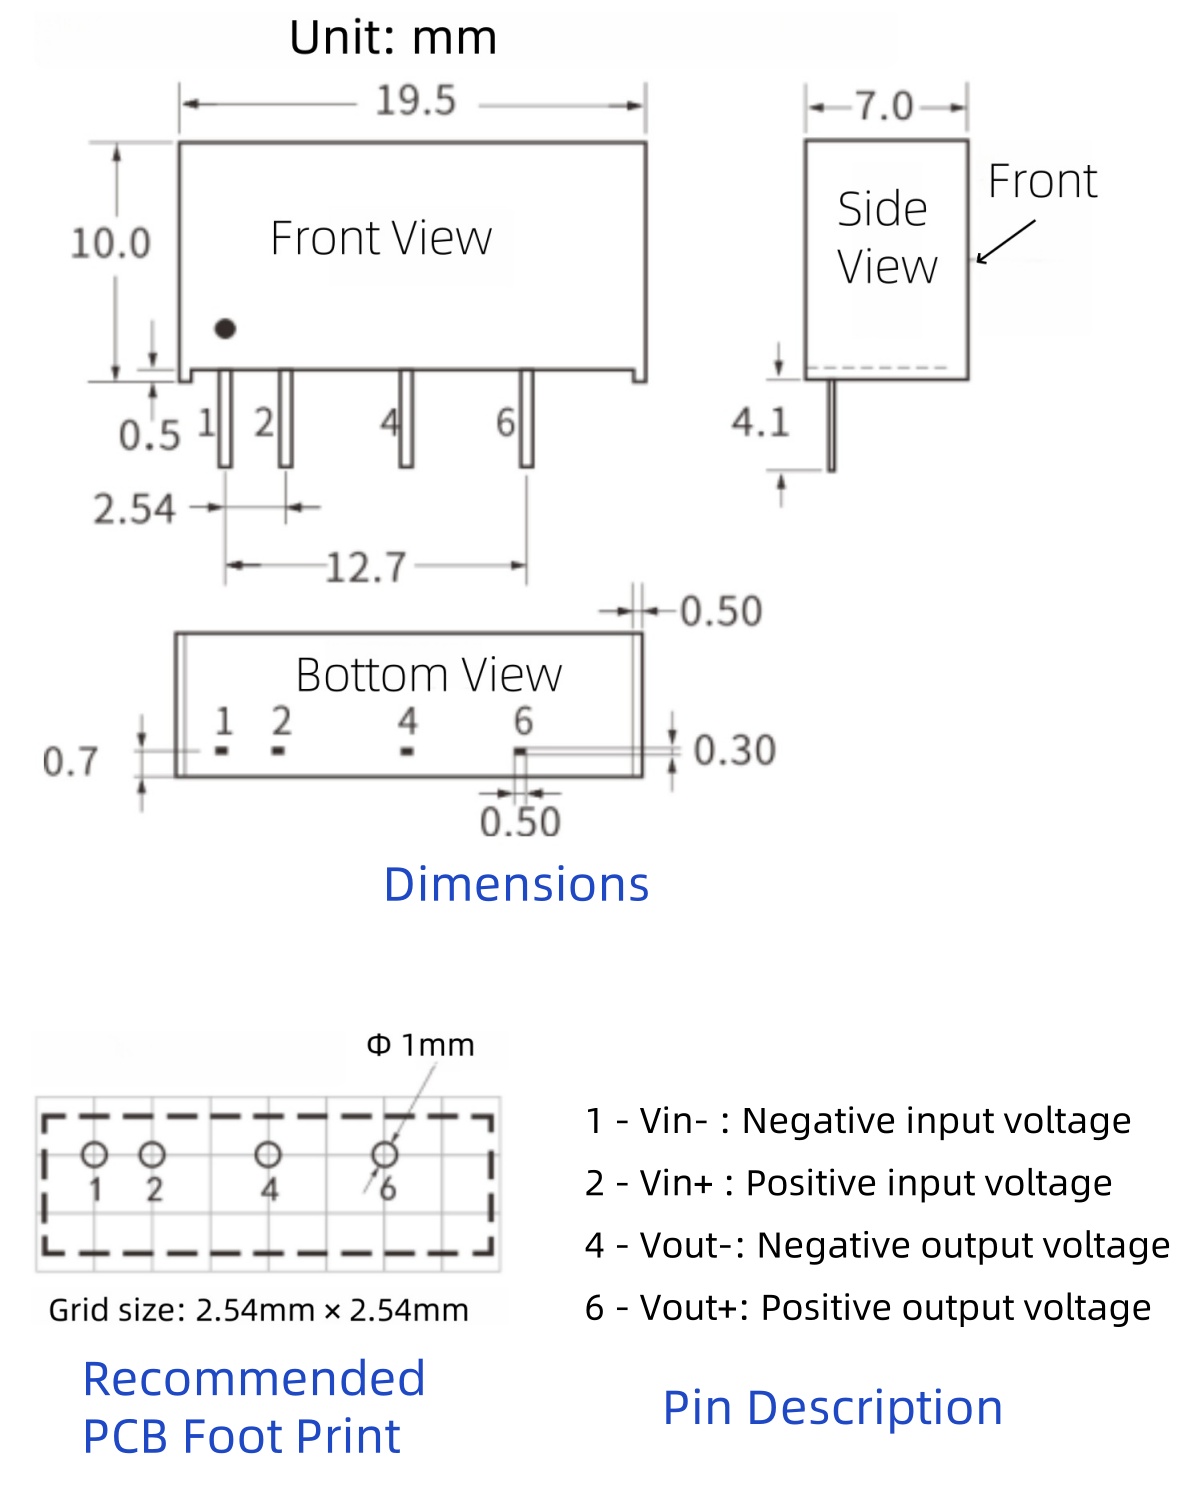 Unit: mm
19.5
7.0
Front View
Side
View
Front
10.0
0.5
1
2
4
6
4.1
2.54
12.7
0.50
Bottom View
1
2
4
6
0.7
0.30
0.50
Dimensions
Φ 1mm
1
2
4
6
Grid size: 2.54mm × 2.54mm
Recommended
PCB Foot Print
1 - Vin- : Negative input voltage
2 - Vin+ : Positive input voltage
4 - Vout-: Negative output voltage
6 - Vout+: Positive output voltage
Pin Description